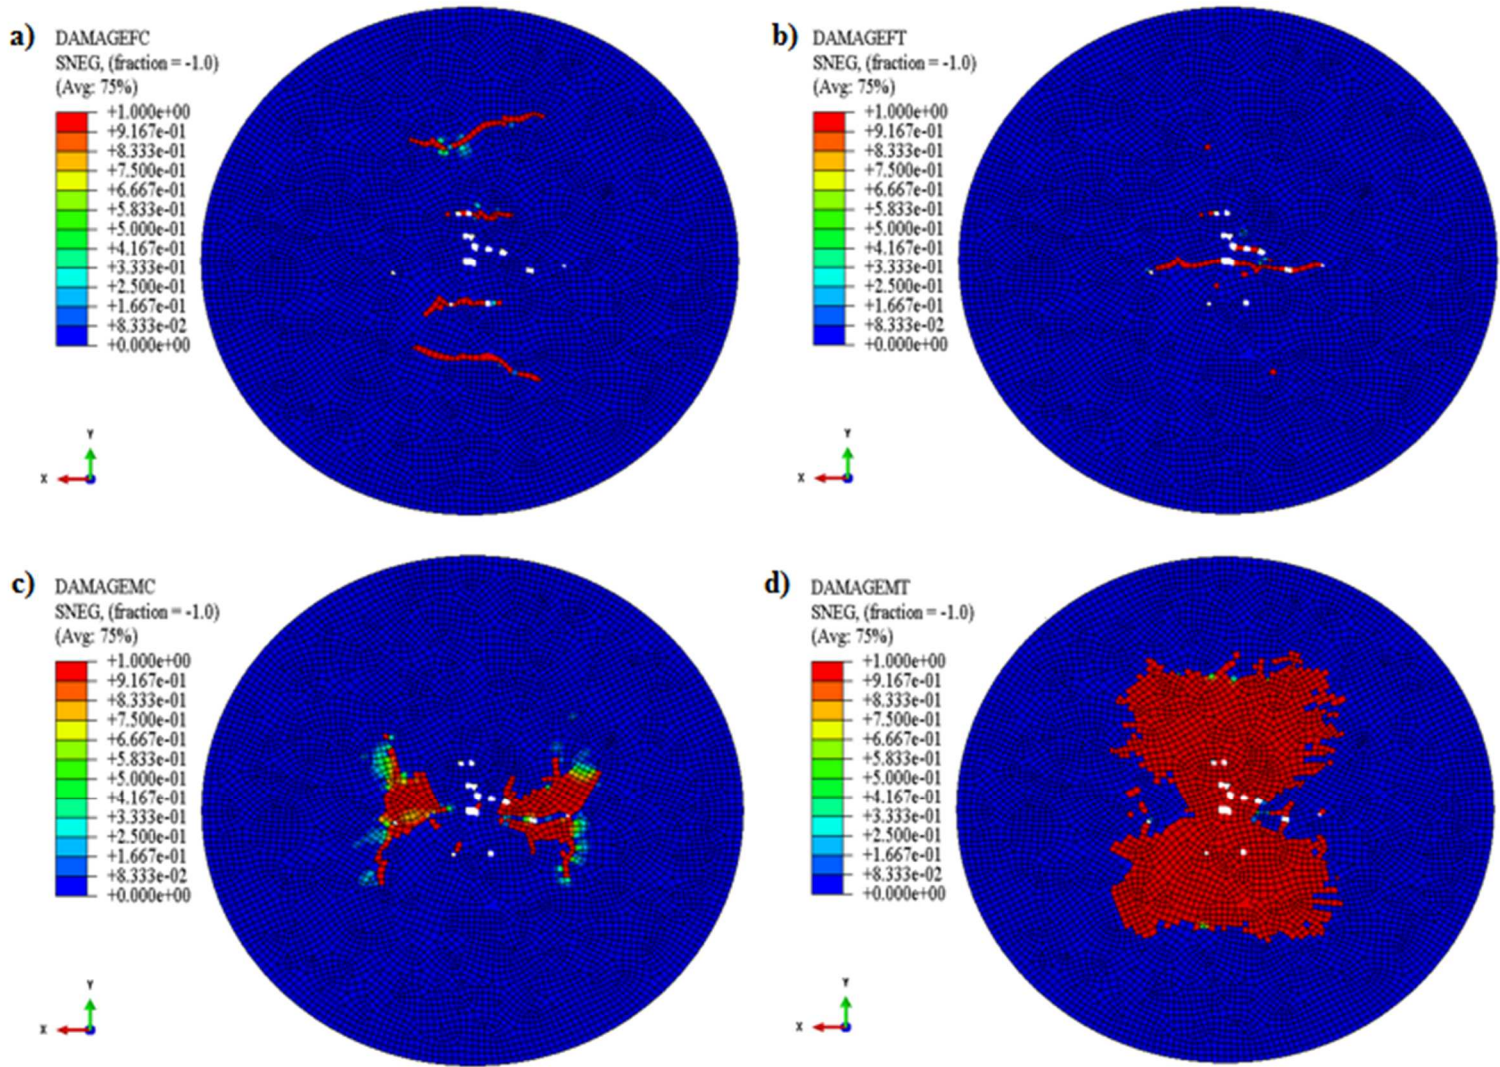 a)
DAMAGEFC
SNEG, (fraction = -1.0)
(Avg: 75%)
+1.000e+00
+9.167e-01
+8.333e-01
+7.500e-01
+6.667e-01
+5.833e-01
+5.000e-01
+4.167e-01
+3.333e-01
+2.500e-01
+1.667e-01
+8.333e-02
+0.000e+00
Y
X
b)
DAMAGEFT
SNEG, (fraction = -1.0)
(Avg: 75%)
+1.000e+00
+9.167e-01
+8.333e-01
+7.500e-01
+6.667e-01
+5.833e-01
+5.000e-01
+4.167e-01
+3.333e-01
+2.500e-01
+1.667e-01
+8.333e-02
+0.000e+00
Y
X
c)
DAMAGEMC
SNEG, (fraction = -1.0)
(Avg: 75%)
+1.000e+00
+9.167e-01
+8.333e-01
+7.500e-01
+6.667e-01
+5.833e-01
+5.000e-01
+4.167e-01
+3.333e-01
+2.500e-01
+1.667e-01
+8.333e-02
+0.000e+00
Y
X
d)
DAMAGEMT
SNEG, (fraction = -1.0)
(Avg: 75%)
+1.000e+00
+9.167e-01
+8.333e-01
+7.500e-01
+6.667e-01
+5.833e-01
+5.000e-01
+4.167e-01
+3.333e-01
+2.500e-01
+1.667e-01
+8.333e-02
+0.000e+00
Y
X